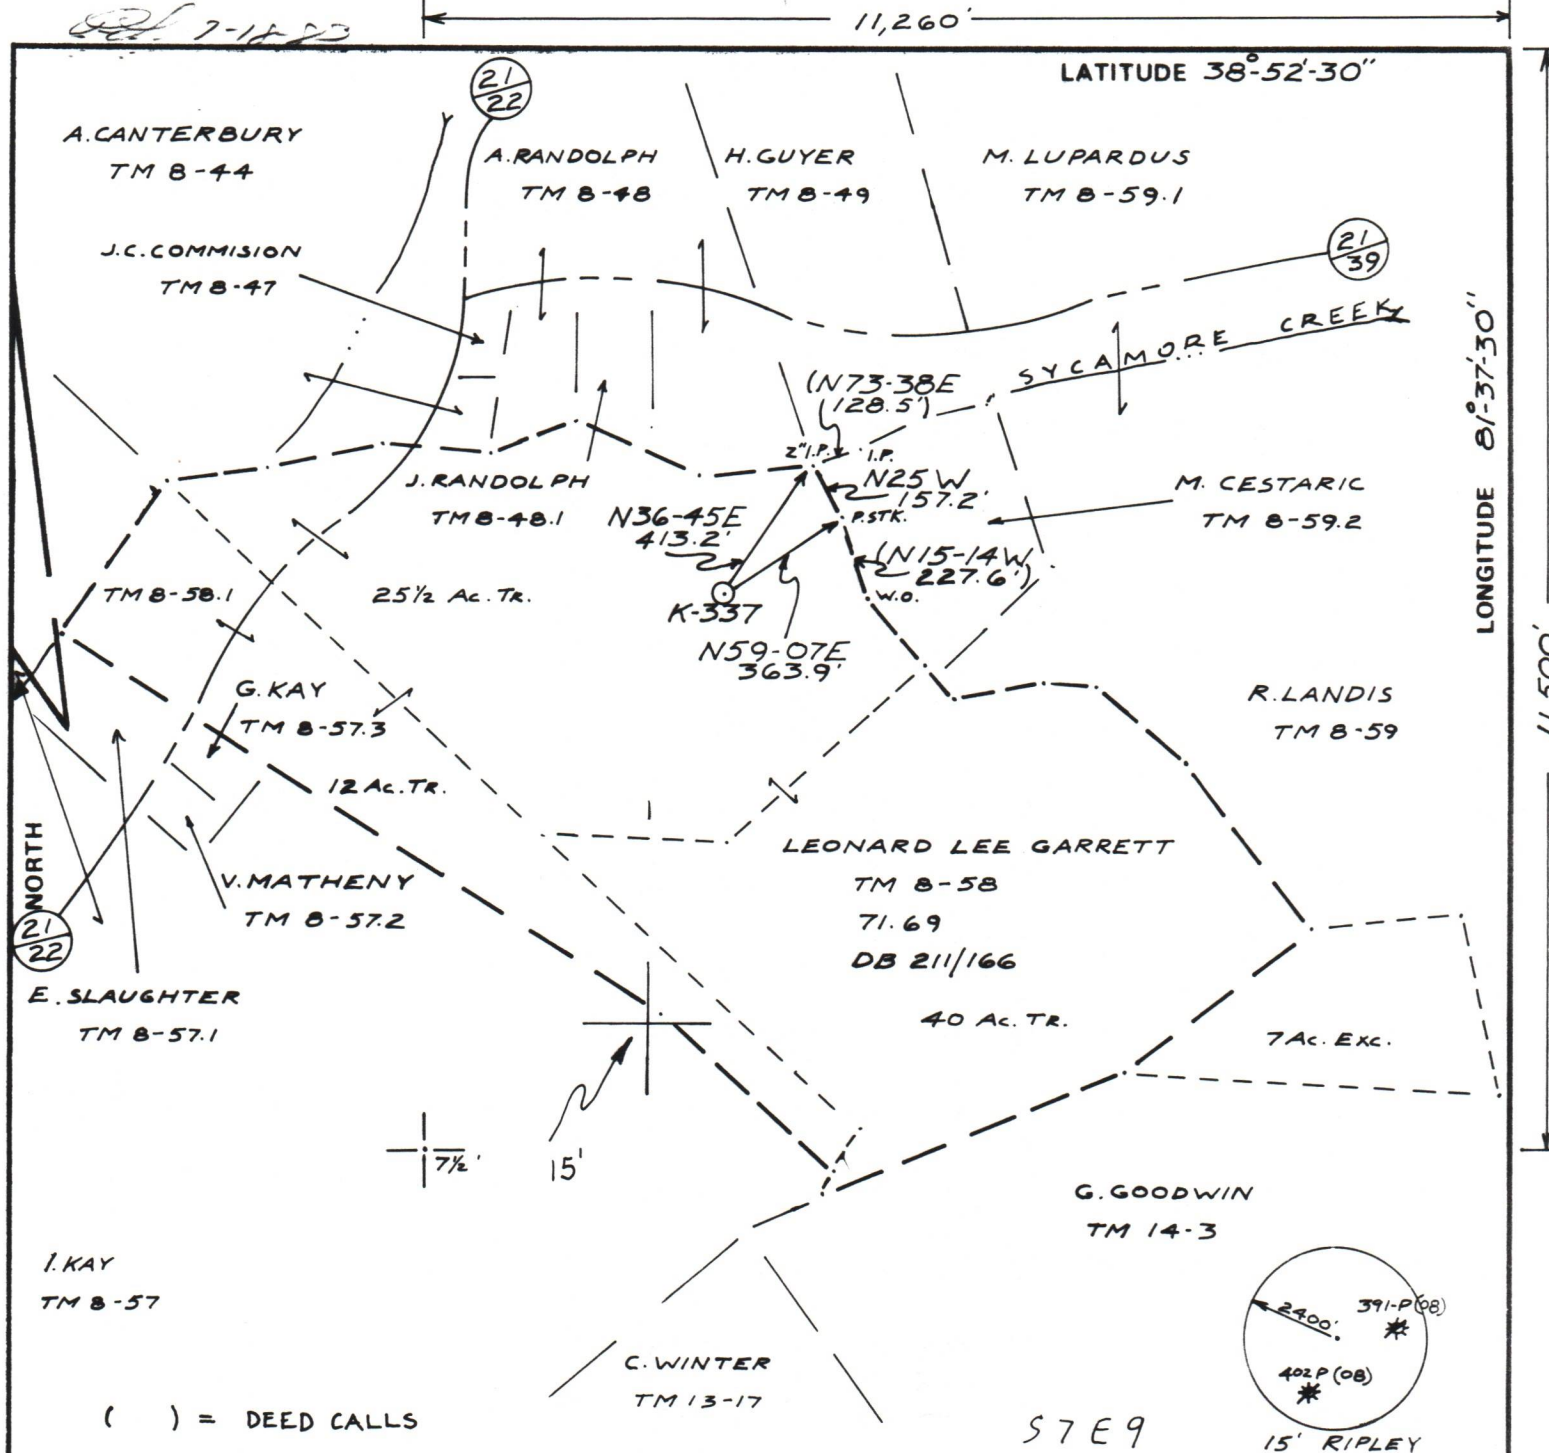 7-18-83
11,260'
LATITUDE 38°-52'-30"
21
22
A. CANTERBURY
TM 8-44
A. RANDOLPH
TM 8-48
H. GUYER
TM 8-49
M. LUPARDUS
TM 8-59.1
J.C. COMMISION
TM 8-47
21
39
SYCAMORE CREEK
LONGITUDE 81°-37'-30"
11,500'
(N73-38E
(128.5')
2" I.P.
I.P.
J. RANDOLPH
TM 8-48.1
N25W
157.2'
M. CESTARIC
TM 8-59.2
N36-45E
413.2'
P.STK.
(N15-14W
227.6')
W.O.
TM 8-58.1
25½ Ac. Tr.
K-337
N59-07E
363.9'
G. KAY
TM 8-57.3
R. LANDIS
TM 8-59
12 Ac. Tr.
NORTH
LEONARD LEE GARRETT
TM 8-58
71.69
DB 211/166
40 Ac. Tr.
V. MATHENY
TM 8-57.2
21
22
E. SLAUGHTER
TM 8-57.1
7 Ac. Exc.
7½'
15'
G. GOODWIN
TM 14-3
I. KAY
TM 8-57
2400'
391-P(08)
402P(08)
C. WINTER
TM 13-17
( ) = DEED CALLS
S7E9
15' RIPLEY